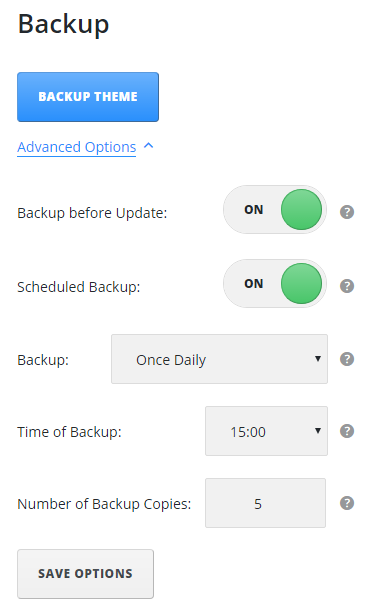 Backup
BACKUP THEME
Advanced Options
Backup before Update: ON ?
Scheduled Backup: ON ?
Backup: Once Daily ?
Time of Backup: 15:00 ?
Number of Backup Copies: 5 ?
SAVE OPTIONS